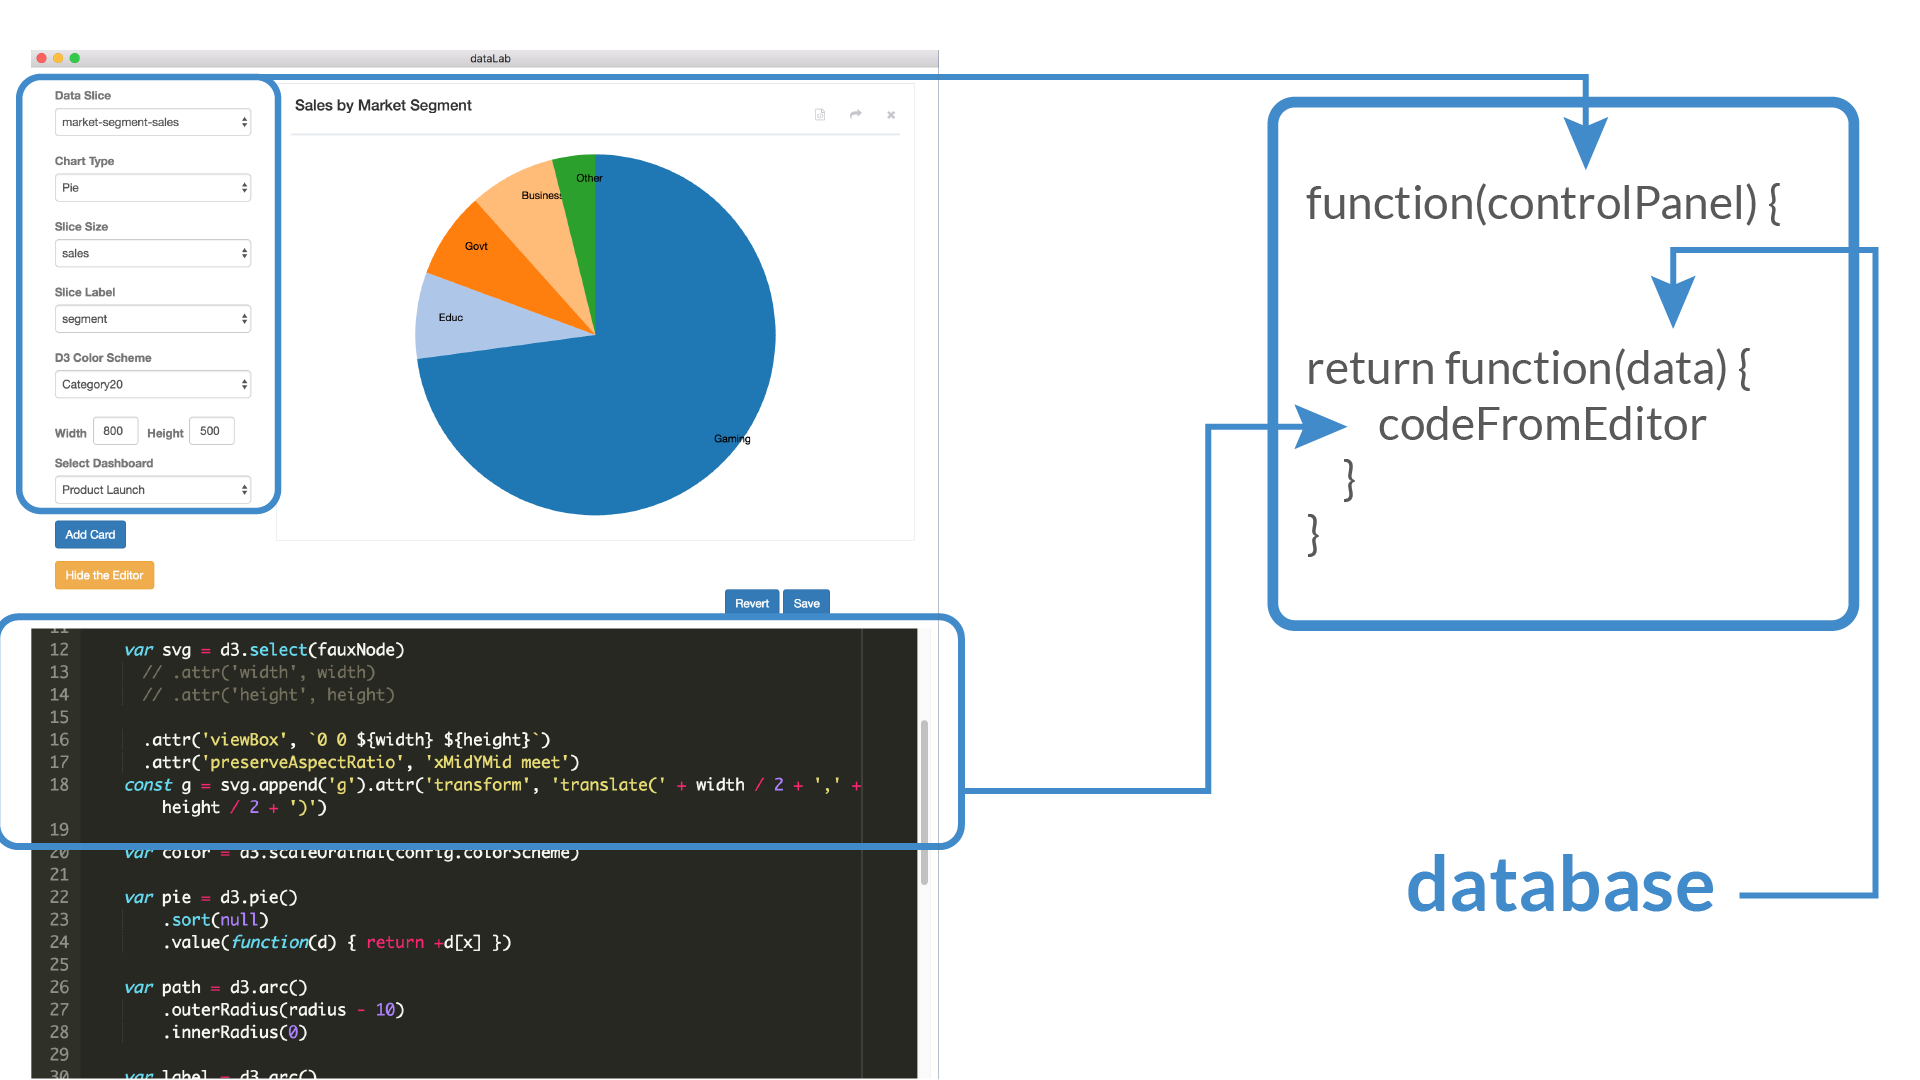 dataLab
Data Slice
market-segment-sales
Chart Type
Pie
Slice Size
sales
Slice Label
segment
D3 Color Scheme
Category20
Width 800 Height 500
Select Dashboard
Product Launch
Add Card
Hide the Editor
Sales by Market Segment
Other
Business
Govt
Educ
Gaming
Revert Save
11
12 var svg = d3.select(fauxNode)
13 // .attr('width', width)
14 // .attr('height', height)
15
16 .attr('viewBox', `0 0 ${width} ${height}`)
17 .attr('preserveAspectRatio', 'xMidYMid meet')
18 const g = svg.append('g').attr('transform', 'translate(' + width / 2 + ',' +
height / 2 + ')')
19
20 var color = d3.scaleOrdinal(config.colorScheme)
21
22 var pie = d3.pie()
23 .sort(null)
24 .value(function(d) { return +d[x] })
25
26 var path = d3.arc()
27 .outerRadius(radius - 10)
28 .innerRadius(0)
29
30 var label = d3.arc()
function(controlPanel) {
return function(data) {
codeFromEditor
}
}
database